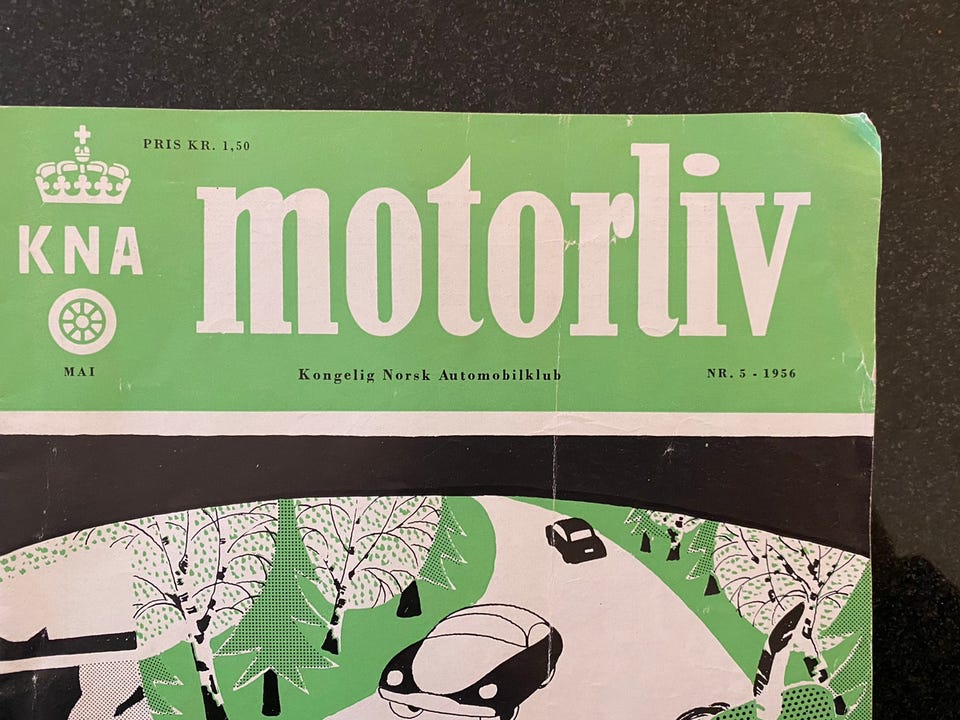 PRIS KR. 1,50
motorliv
KNA
MAI
Kongelig Norsk Automobilklub
NR. 5 - 1956